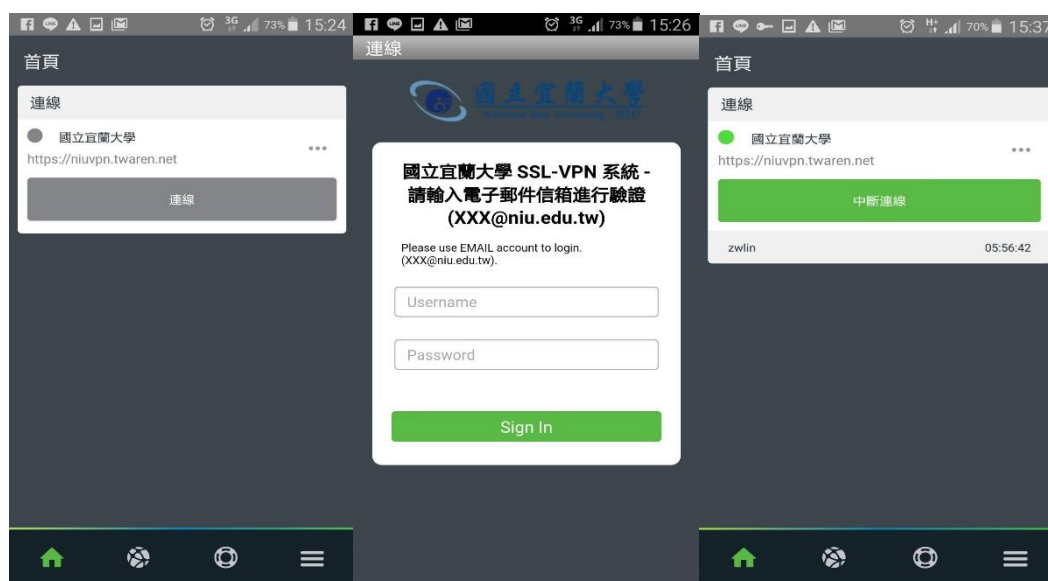 3G
73%
15:24
首頁
連線
國立宜蘭大學
https://niuvpn.twaren.net
連線
LINE
3G
73%
15:26
連線
國立宜蘭大學
National Ilan University, NIU
國立宜蘭大學 SSL-VPN 系統 -
請輸入電子郵件信箱進行驗證
(XXX@niu.edu.tw)
Please use EMAIL account to login.
(XXX@niu.edu.tw).
Username
Password
Sign In
H+
70%
15:37
首頁
連線
國立宜蘭大學
https://niuvpn.twaren.net
中斷連線
zwlin 05:56:42